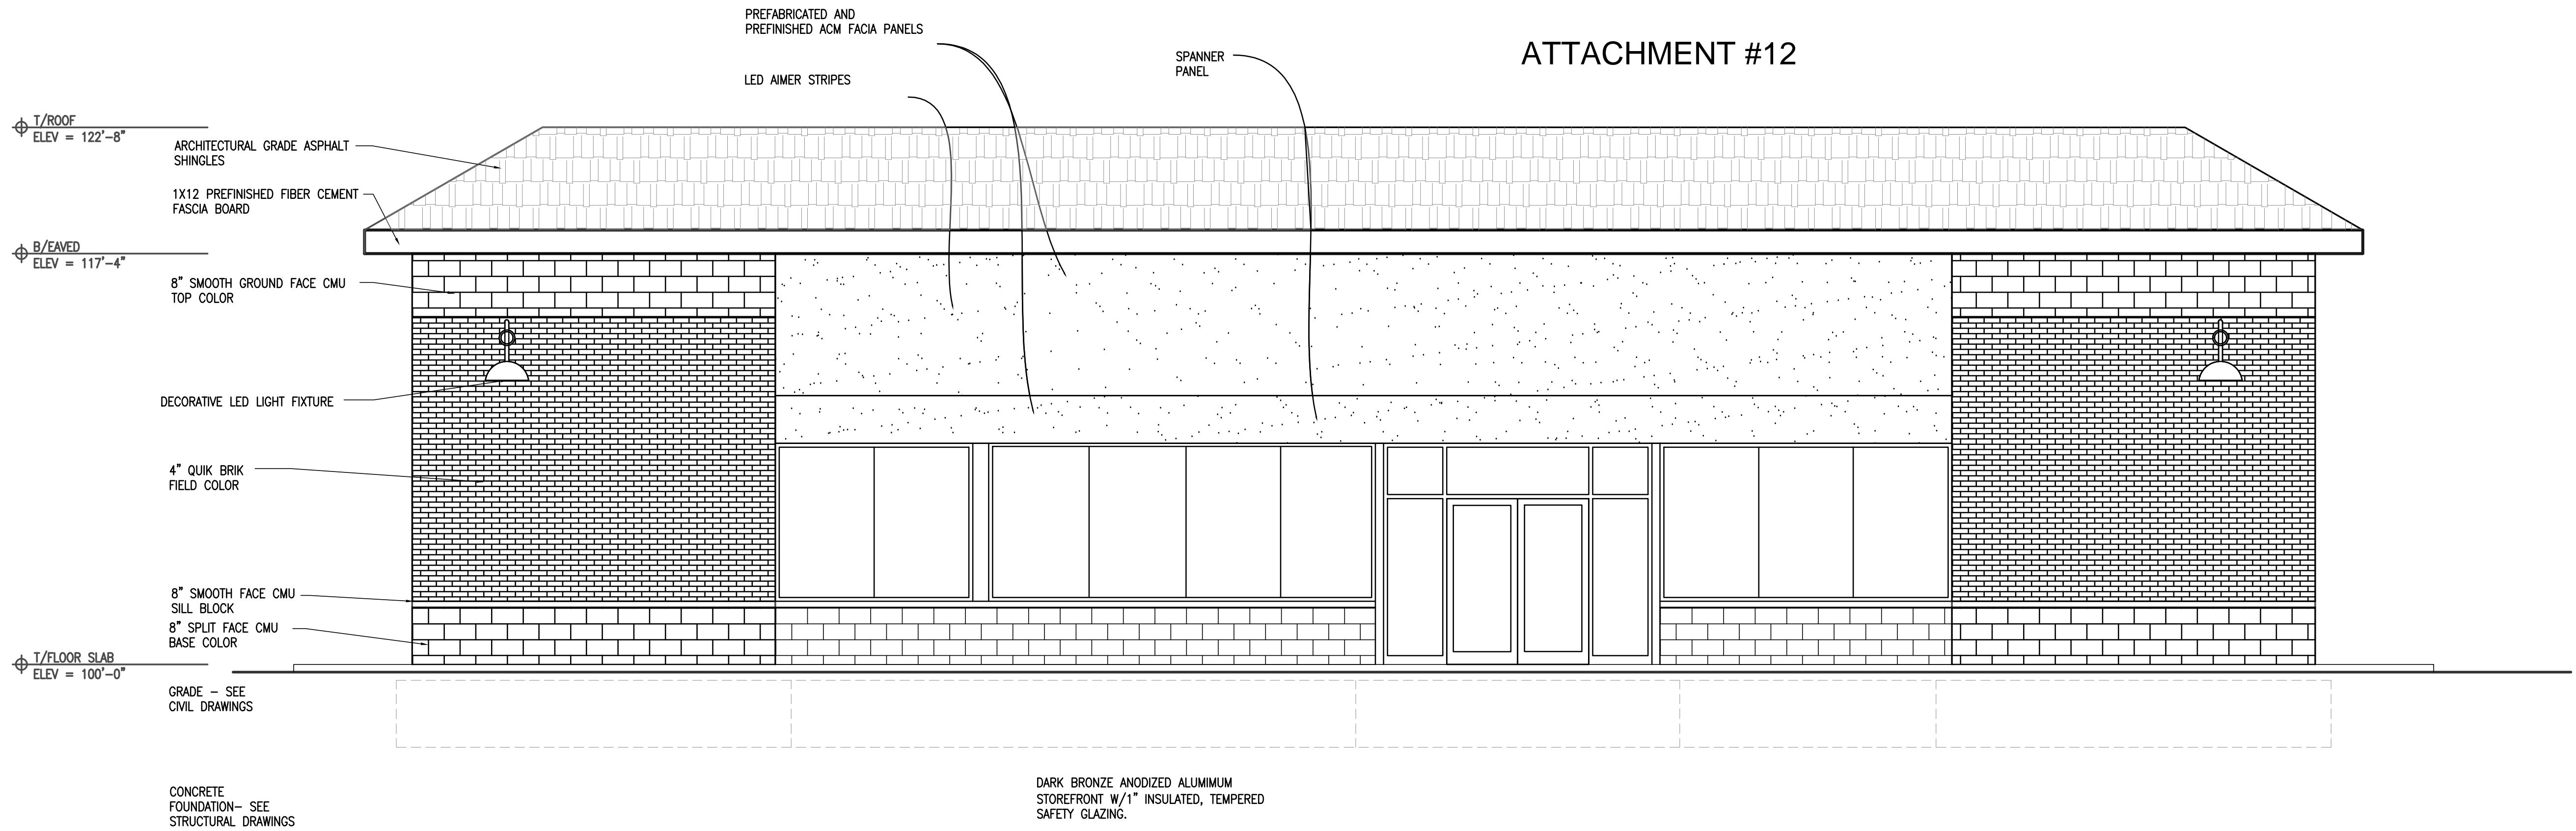 PREFABRICATED AND
PREFINISHED ACM FACIA PANELS
LED AIMER STRIPES
SPANNER
PANEL
ATTACHMENT #12
T/ROOF
ELEV = 122'-8"
ARCHITECTURAL GRADE ASPHALT
SHINGLES
1X12 PREFINISHED FIBER CEMENT
FASCIA BOARD
B/EAVED
ELEV = 117'-4"
8" SMOOTH GROUND FACE CMU
TOP COLOR
DECORATIVE LED LIGHT FIXTURE
4" QUIK BRIK
FIELD COLOR
8" SMOOTH FACE CMU
SILL BLOCK
8" SPLIT FACE CMU
BASE COLOR
T/FLOOR SLAB
ELEV = 100'-0"
GRADE - SEE
CIVIL DRAWINGS
CONCRETE
FOUNDATION- SEE
STRUCTURAL DRAWINGS
DARK BRONZE ANODIZED ALUMIMUM
STOREFRONT W/1" INSULATED, TEMPERED
SAFETY GLAZING.